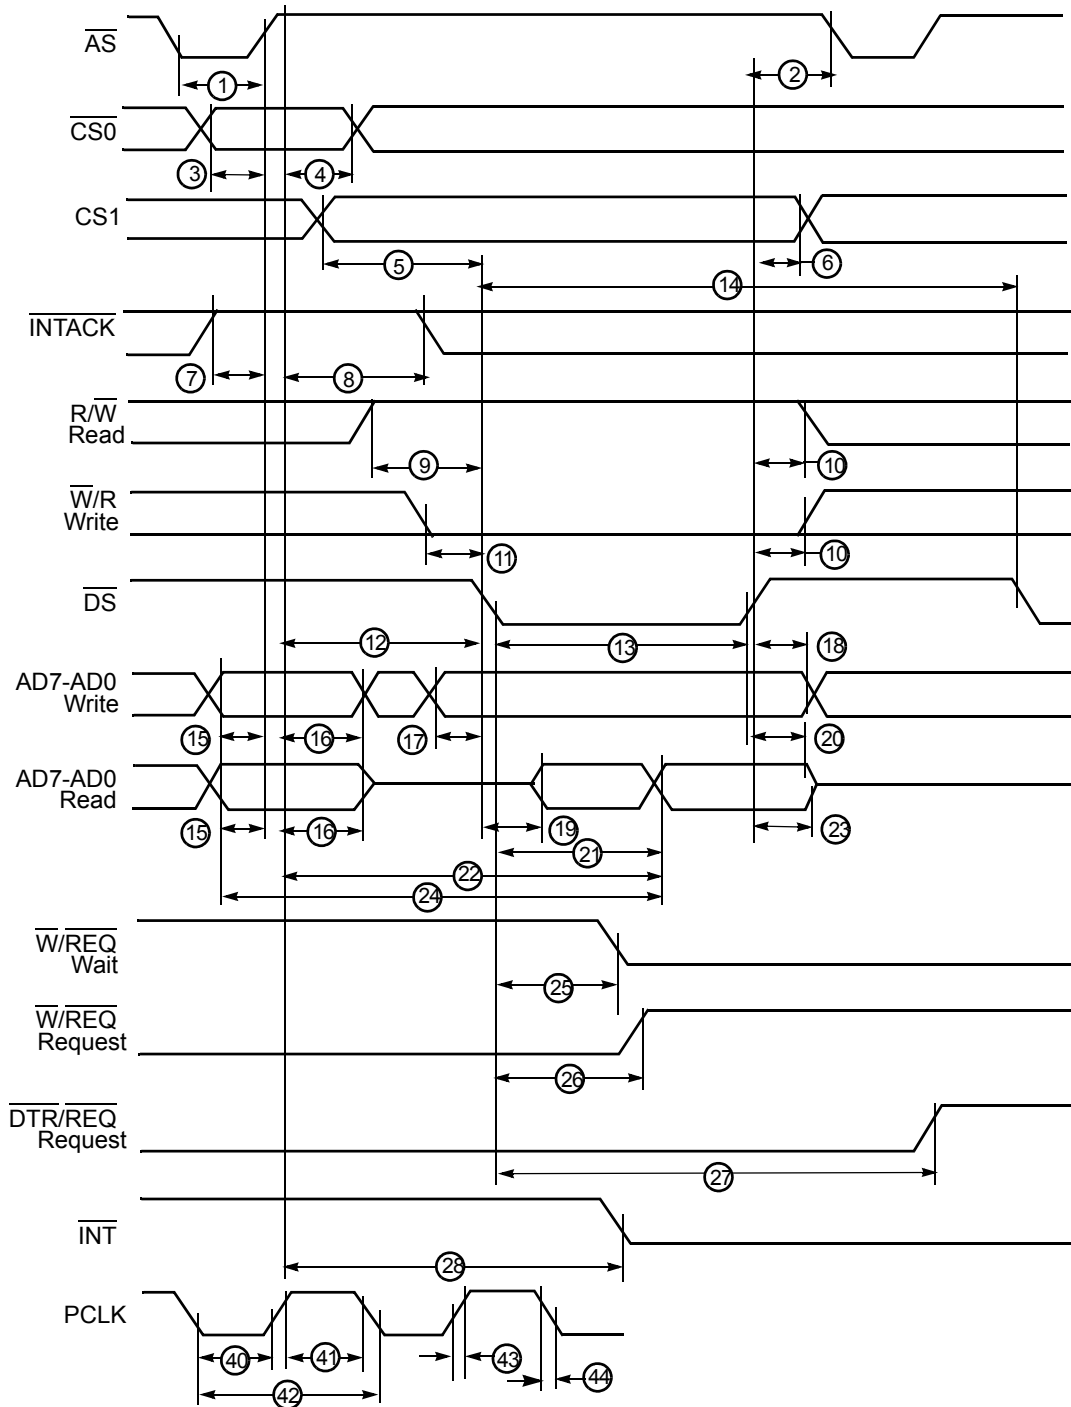 AS
1
2
CS0
3
4
CS1
5
6
14
INTACK
7
8
R/W
Read
9
10
W/R
Write
11
10
DS
12
13
18
AD7-AD0
Write
15
16
17
20
AD7-AD0
Read
15
16
19
23
21
22
24
W/REQ
Wait
25
W/REQ
Request
26
DTR/REQ
Request
27
INT
28
PCLK
40
41
43
44
42